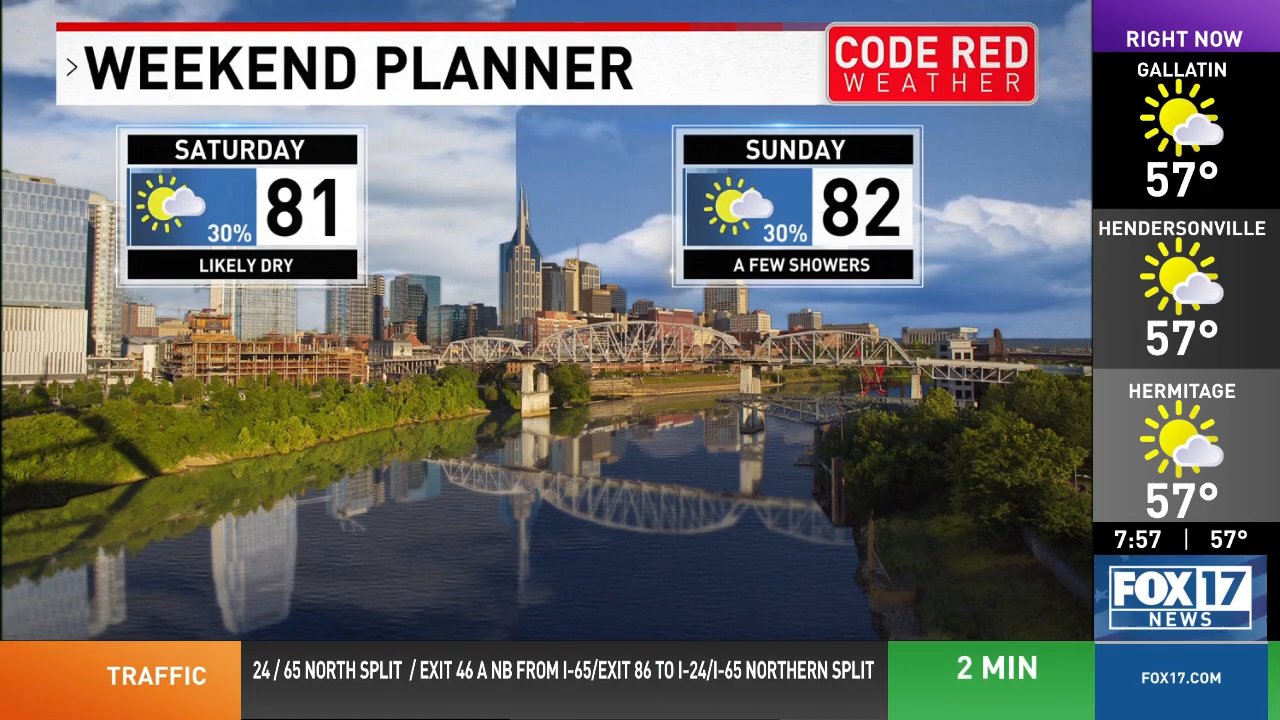 WEEKEND PLANNER
CODE RED
WEATHER
SATURDAY
30%
81
LIKELY DRY
SUNDAY
30%
82
A FEW SHOWERS
RIGHT NOW
GALLATIN
57°
HENDERSONVILLE
57°
HERMITAGE
57°
7:57 | 57°
FOX 17
NEWS
TRAFFIC
24 / 65 NORTH SPLIT / EXIT 46 A NB FROM I-65/EXIT 86 TO I-24/I-65 NORTHERN SPLIT
2 MIN
FOX17.COM